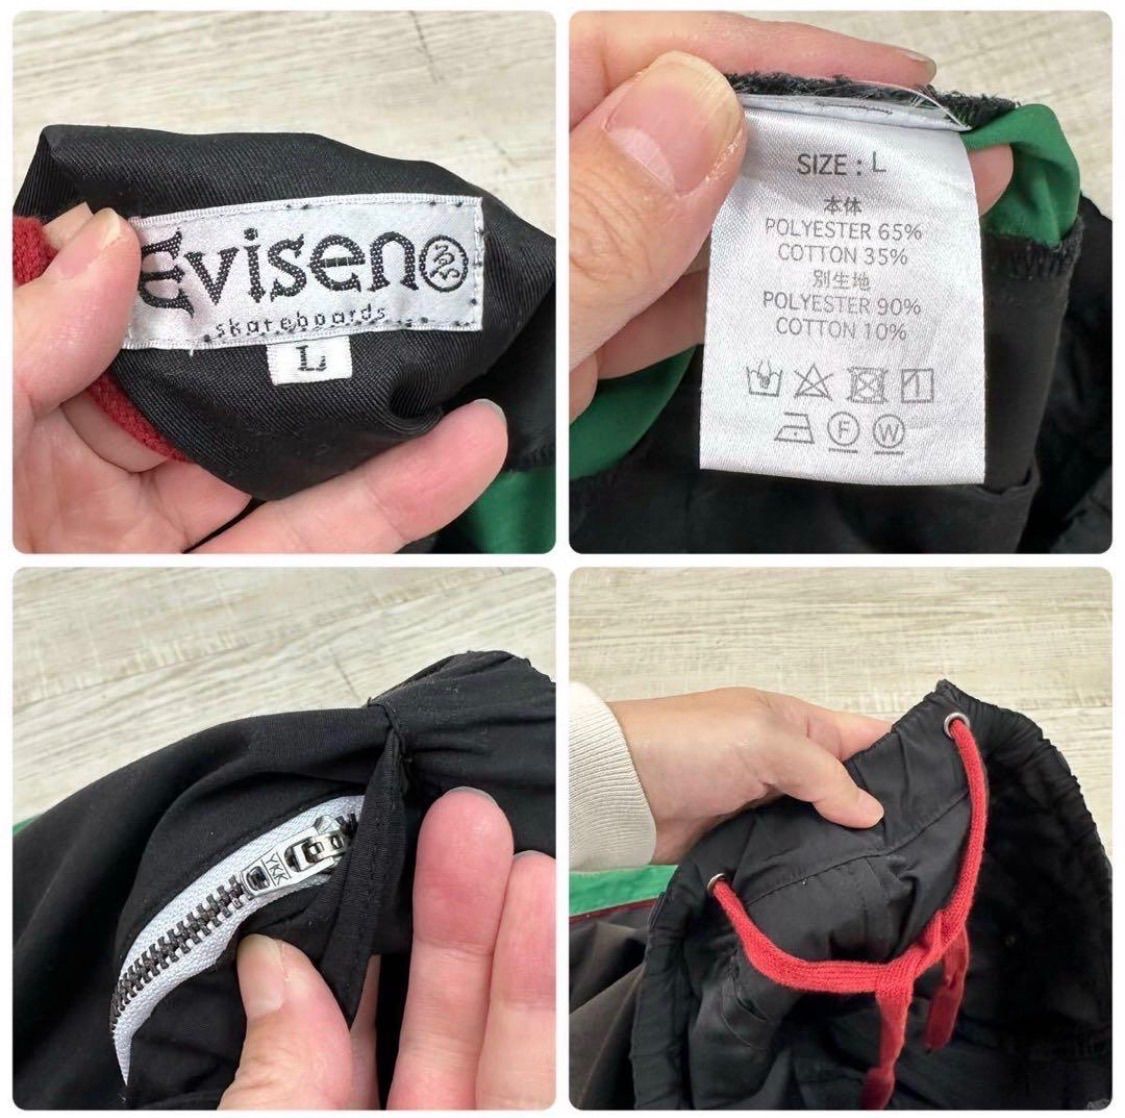 Evisen
skateboards
L
SIZE : L
本体
POLYESTER 65%
COTTON 35%
別生地
POLYESTER 90%
COTTON 10%
F
W
YKK